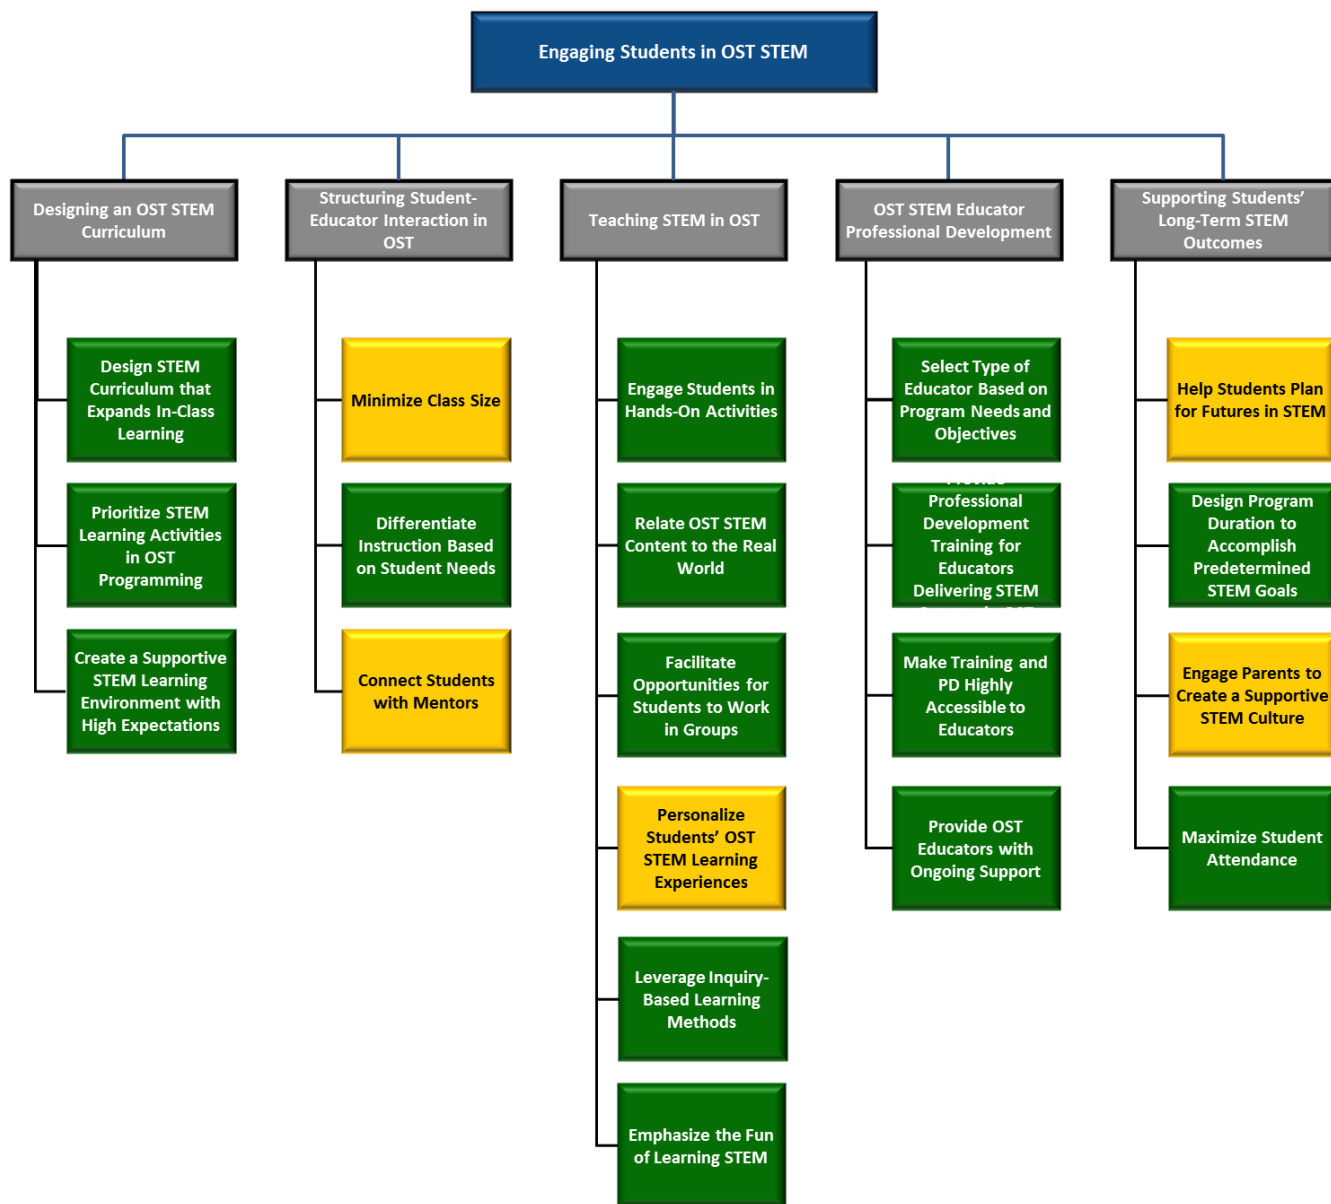 Engaging Students in OST STEM
Designing an OST STEM
Curriculum
Structuring Student-
Educator Interaction in
OST
Teaching STEM in OST
OST STEM Educator
Professional Development
Supporting Students’
Long-Term STEM
Outcomes
Design STEM
Curriculum that
Expands In-Class
Learning
Prioritize STEM
Learning Activities
in OST
Programming
Create a Supportive
STEM Learning
Environment with
High Expectations
Minimize Class Size
Differentiate
Instruction Based
on Student Needs
Connect Students
with Mentors
Engage Students in
Hands-On Activities
Relate OST STEM
Content to the Real
World
Facilitate
Opportunities for
Students to Work
in Groups
Personalize
Students’ OST
STEM Learning
Experiences
Leverage Inquiry-
Based Learning
Methods
Emphasize the Fun
of Learning STEM
Select Type of
Educator Based on
Program Needs and
Objectives
Provide
Professional
Development
Training for
Educators
Delivering STEM
Make Training and
PD Highly
Accessible to
Educators
Provide OST
Educators with
Ongoing Support
Help Students Plan
for Futures in STEM
Design Program
Duration to
Accomplish
Predetermined
STEM Goals
Engage Parents to
Create a Supportive
STEM Culture
Maximize Student
Attendance